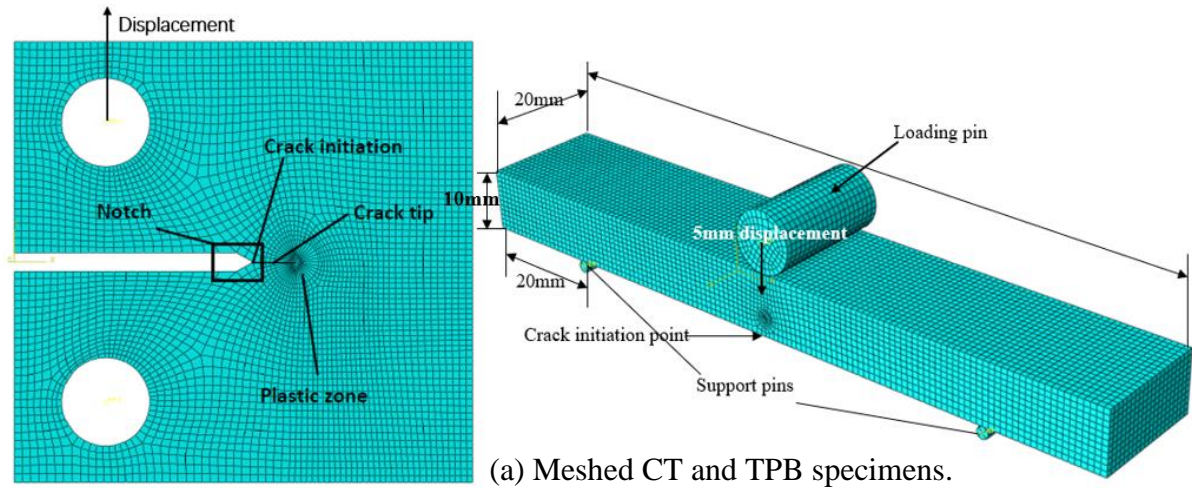 Displacement
Crack initiation
Notch
Crack tip
Plastic zone
20mm
Loading pin
10mm
5mm displacement
20mm
Crack initiation point
Support pins
(a) Meshed CT and TPB specimens.